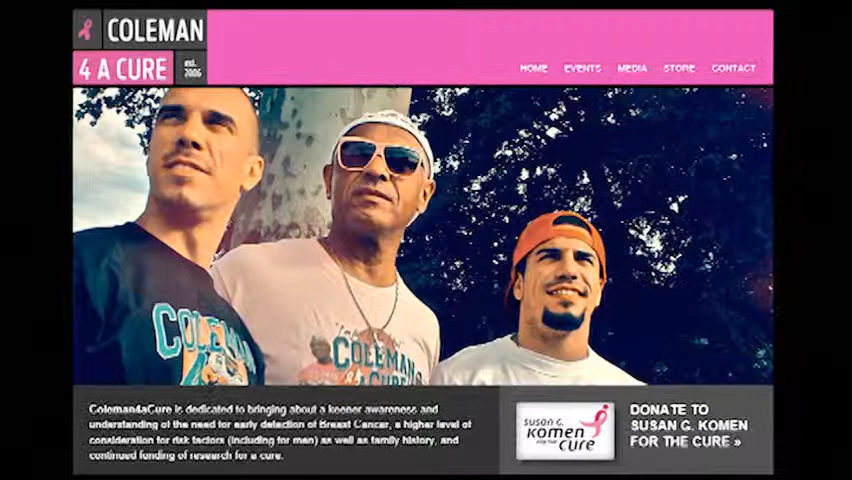 COLEMAN
4 A CURE
est.
2006
HOME EVENTS MEDIA STORE CONTACT
COLEMAN
COLEMAN
4 A CURE
Coleman4aCure is dedicated to bringing about a keener awareness and
understanding of the need for early detection of Breast Cancer, a higher level of
consideration for risk factors (including for men) as well as family history, and
continued funding of research for a cure.
SUSAN G.
Komen
FOR THE
cure
DONATE TO
SUSAN G. KOMEN
FOR THE CURE »